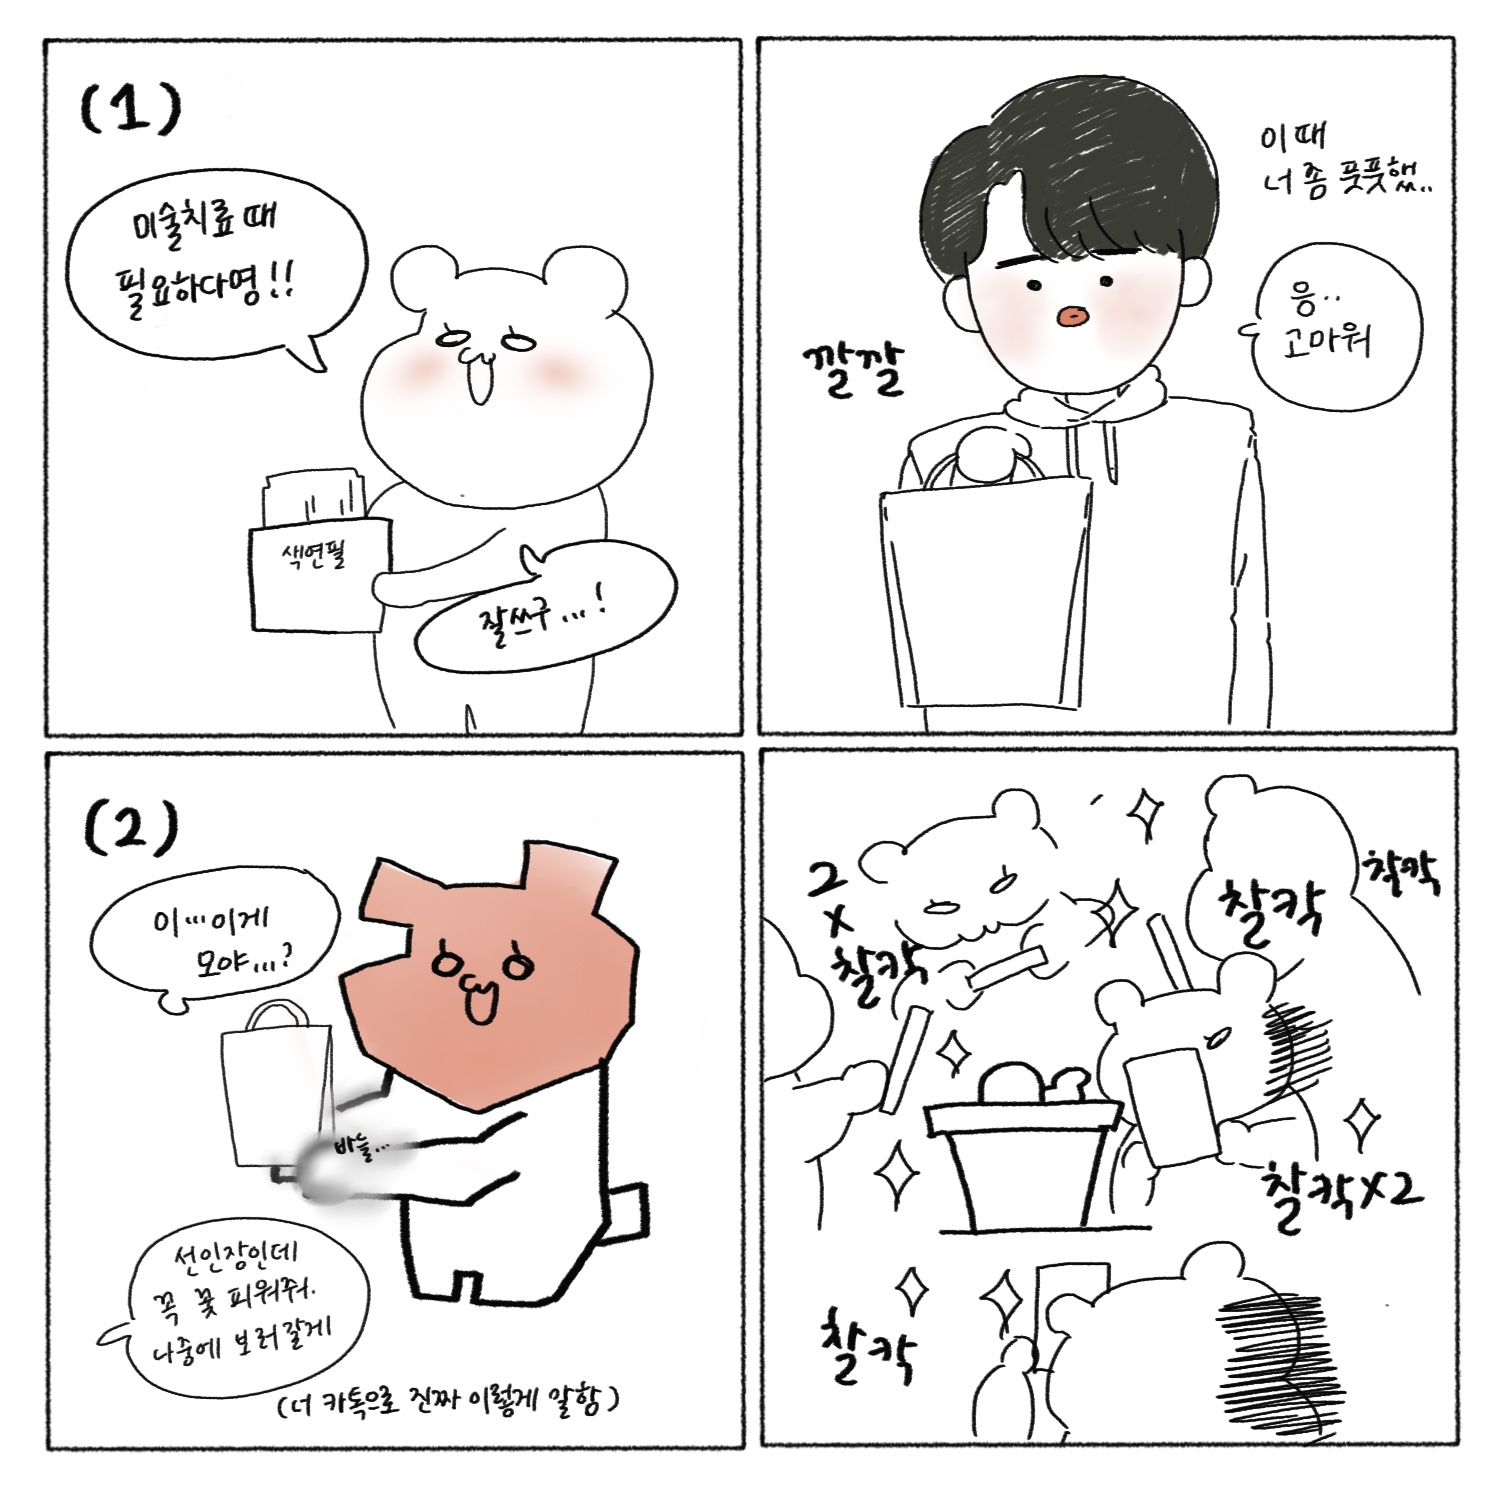 (1)
미술치료 때
필요하다명!!
색연필
잘쓰구...!
이 때
너 좀 풋풋했..
응..
고마워
깔깔
(2)
이...이게
모야...?
바늘...
선인장인데
꼭 꽃 피워줘.
나중에 보러갈게
(너 카톡으로 진짜 이렇게 말함)
2
x
찰칵
찰칵
찰칵
찰칵x2
찰칵